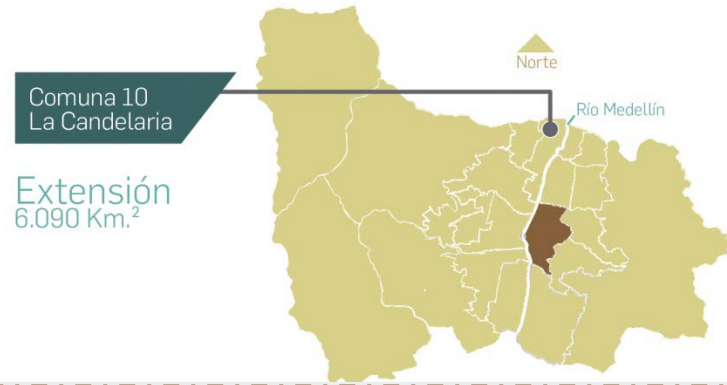 Norte
Comuna 10
La Candelaria
Río Medellín
Extensión
6.090 Km.²